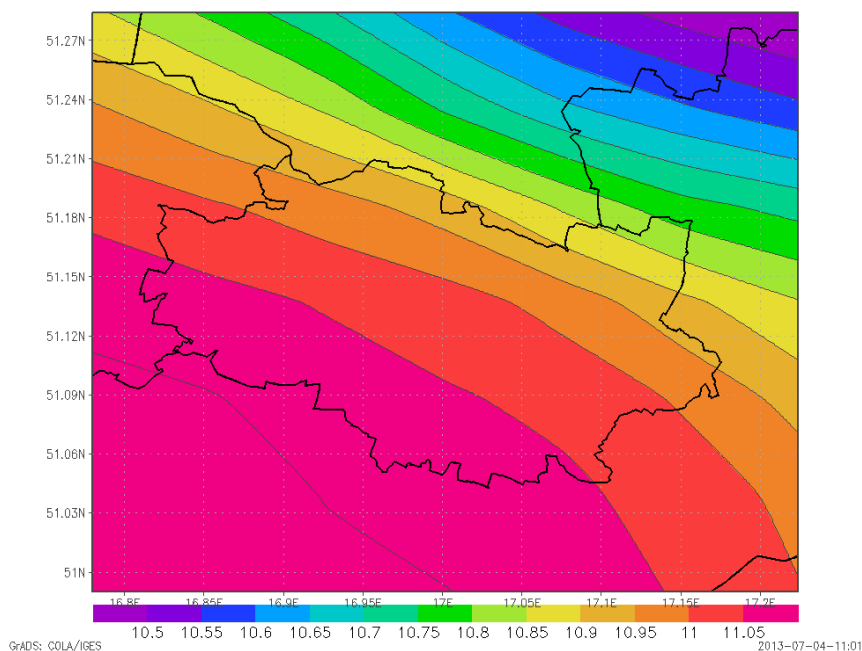 51.27N
51.24N
51.21N
51.18N
51.15N
51.12N
51.09N
51.06N
51.03N
51N
16.8E 16.85E 16.9E 16.95E 17E 17.05E 17.1E 17.15E 17.2E
10.5 10.55 10.6 10.65 10.7 10.75 10.8 10.85 10.9 10.95 11 11.05
GrADS: COLA/IGES 2013-07-04-11:01